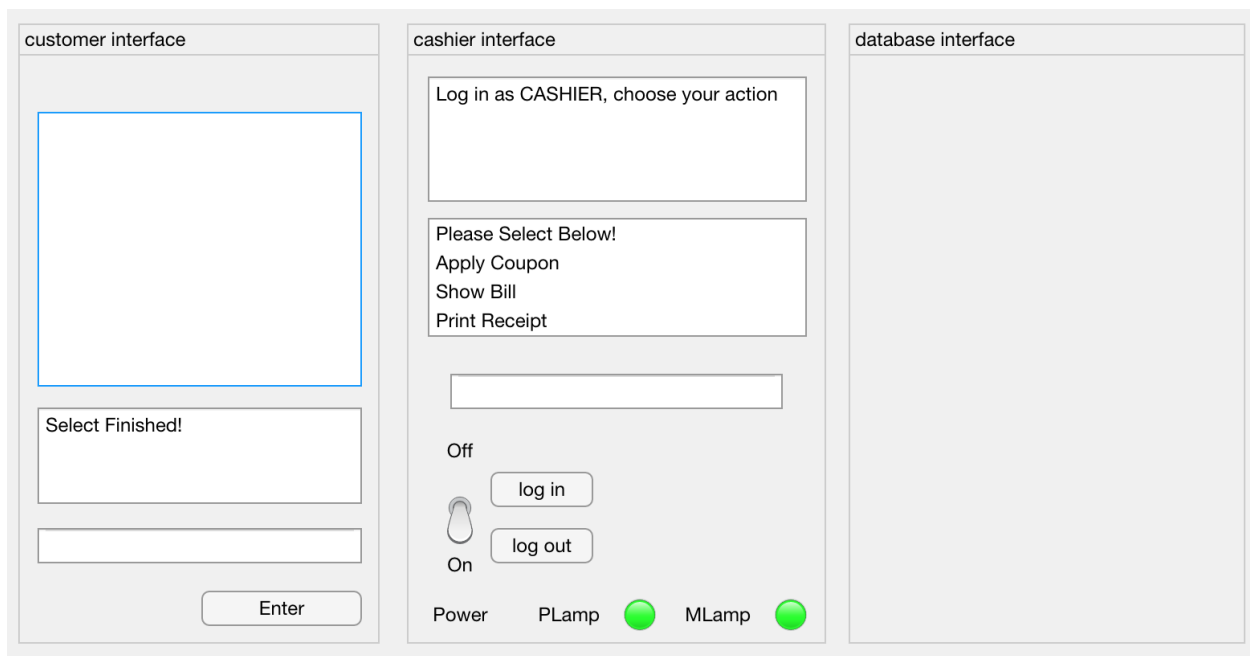 customer interface
Select Finished!
Enter
cashier interface
Log in as CASHIER, choose your action
Please Select Below!
Apply Coupon
Show Bill
Print Receipt
Off
log in
log out
On
Power PLamp MLamp
database interface